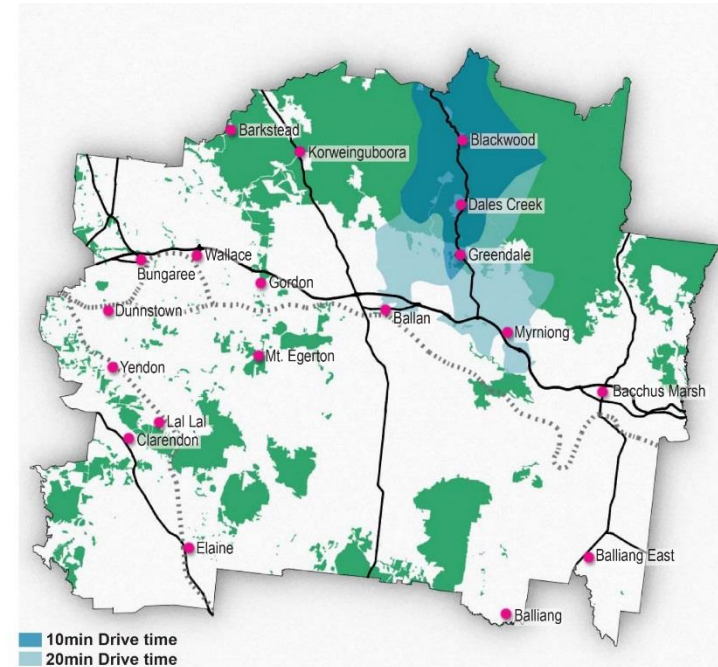 Barkstead
Blackwood
Korweinguboora
Dales Creek
Greendale
Wallace
Bungaree
Gordon
Dunnstown
Ballan
Myrniong
Mt. Egerton
Yendon
Bacchus Marsh
Lal Lal
Clarendon
Elaine
Balliang East
Balliang
10min Drive time
20min Drive time